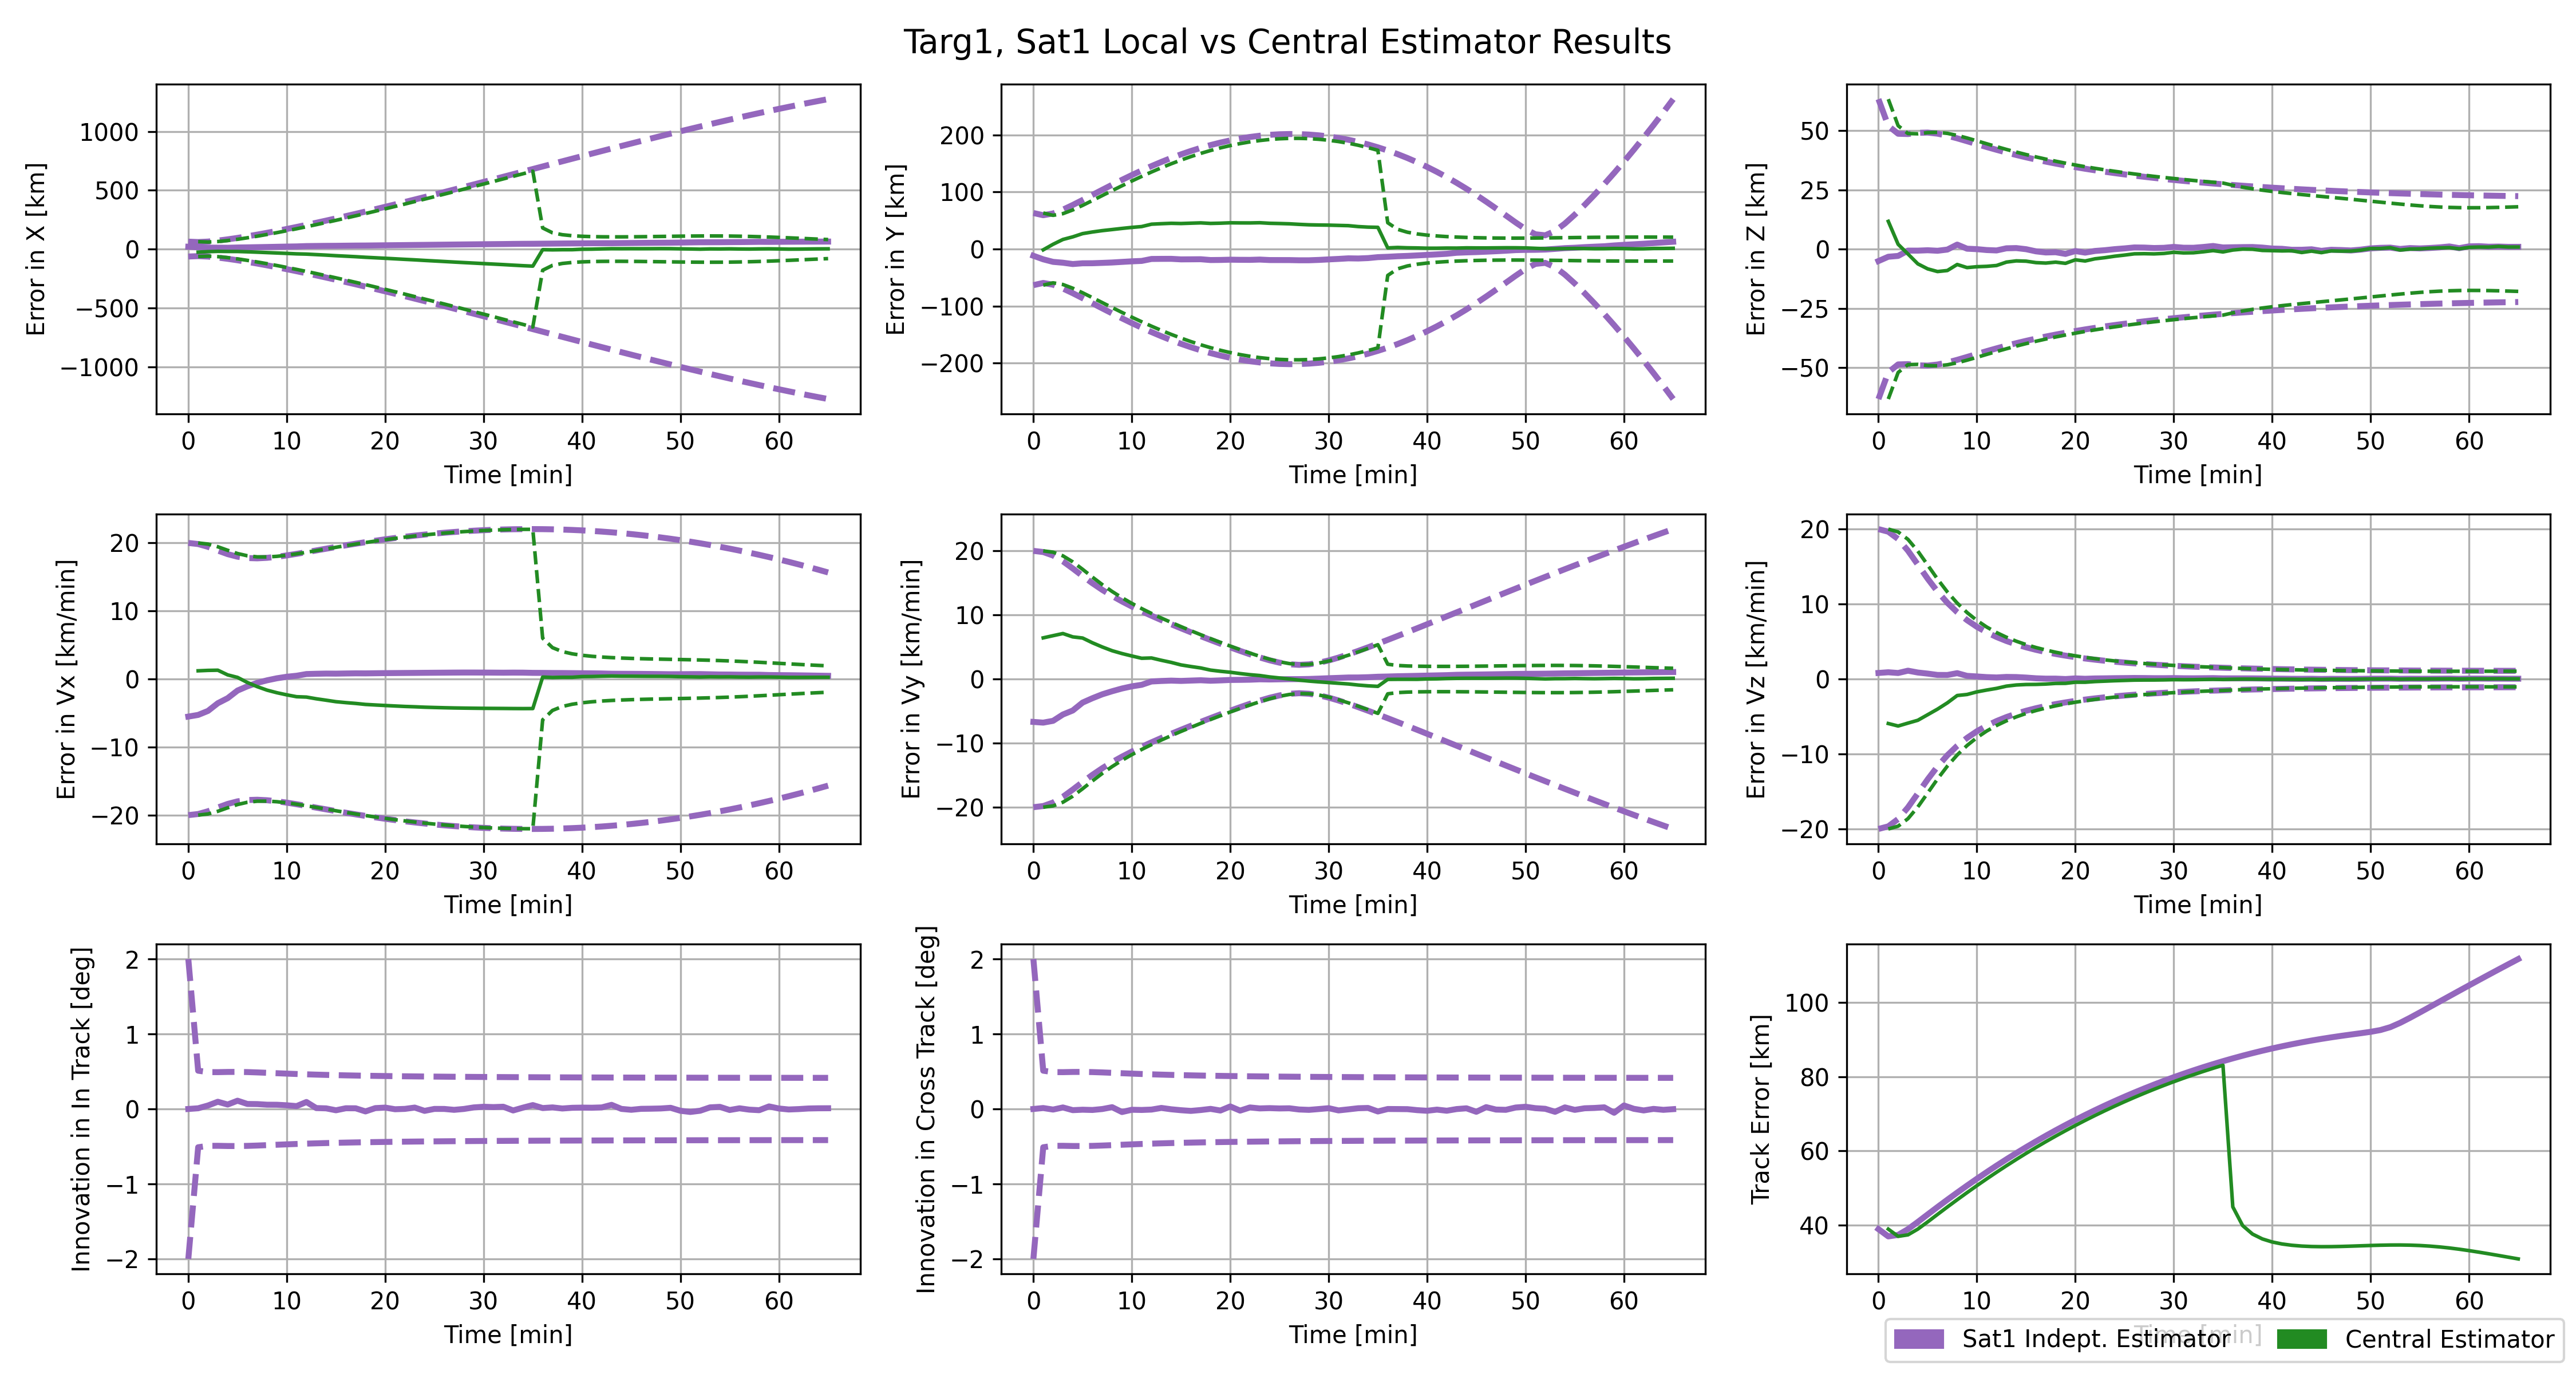 Targ1, Sat1 Local vs Central Estimator Results
Error in X [km]
1000
500
0
−500
−1000
0 10 20 30 40 50 60
Time [min]
Error in Y [km]
200
100
0
−100
−200
0 10 20 30 40 50 60
Time [min]
Error in Z [km]
50
25
0
−25
−50
0 10 20 30 40 50 60
Time [min]
Error in Vx [km/min]
20
10
0
−10
−20
0 10 20 30 40 50 60
Time [min]
Error in Vy [km/min]
20
10
0
−10
−20
0 10 20 30 40 50 60
Time [min]
Error in Vz [km/min]
20
10
0
−10
−20
0 10 20 30 40 50 60
Time [min]
Innovation in In Track [deg]
2
1
0
−1
−2
0 10 20 30 40 50 60
Time [min]
Innovation in Cross Track [deg]
2
1
0
−1
−2
0 10 20 30 40 50 60
Time [min]
Track Error [km]
100
80
60
40
0 10 20 30 40 50 60
Time [min]
Sat1 Indept. Estimator
Central Estimator